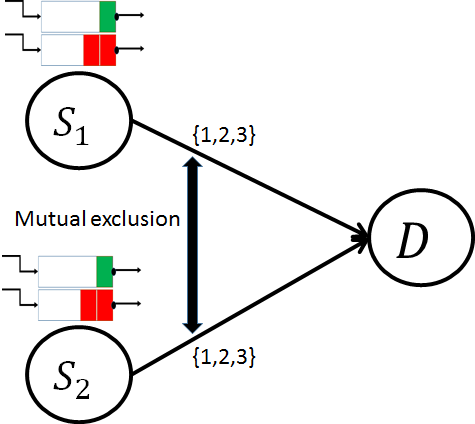 S₁
{1,2,3}
Mutual exclusion
D
{1,2,3}
S₂